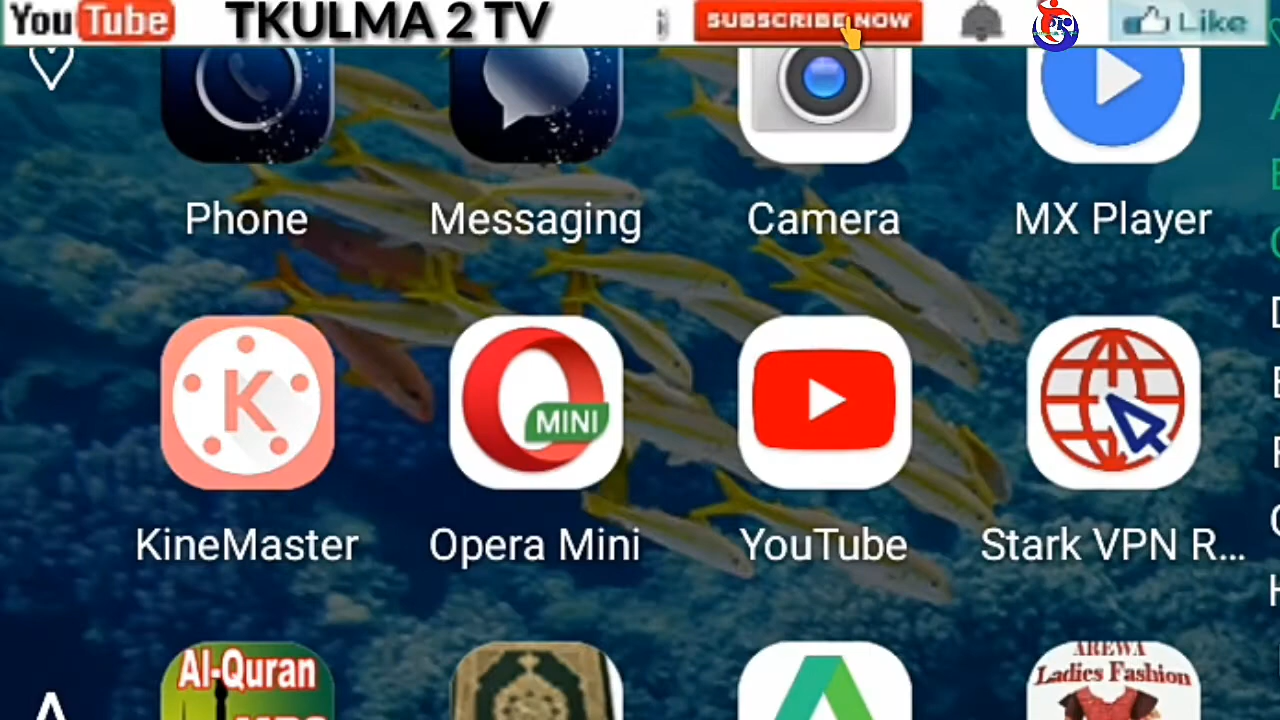 YouTube TKULMA 2 TV SUBSCRIBE NOW Like
Phone Messaging Camera MX Player
K MINI
KineMaster Opera Mini YouTube Stark VPN R...
Al-Quran AREWA
Ladies Fashion